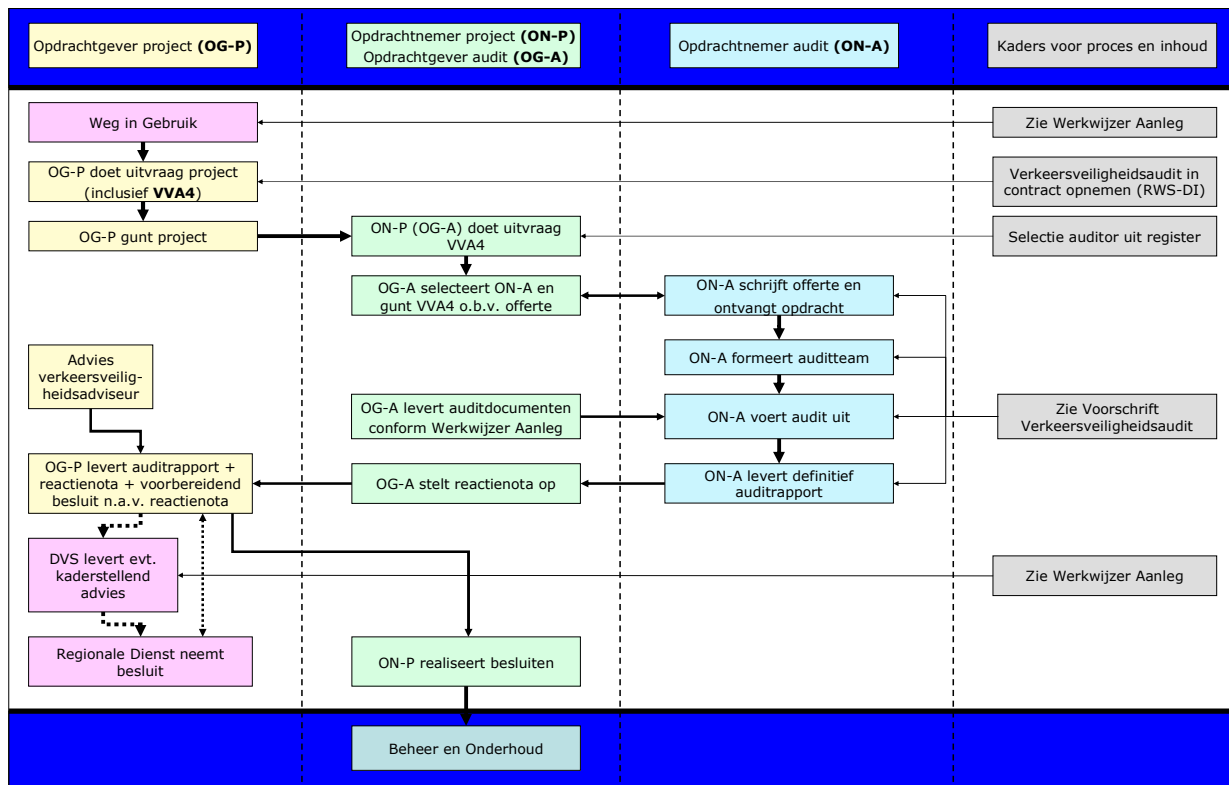 Opdrachtgever project (OG-P)
Opdrachtnemer project (ON-P)
Opdrachtgever audit (OG-A)
Opdrachtnemer audit (ON-A)
Kaders voor proces en inhoud
Weg in Gebruik
Zie Werkwijzer Aanleg
OG-P doet uitvraag project
(inclusief VVA4)
Verkeersveiligheidsaudit in
contract opnemen (RWS-DI)
OG-P gunt project
ON-P (OG-A) doet uitvraag
VVA4
Selectie auditor uit register
OG-A selecteert ON-A en
gunt VVA4 o.b.v. offerte
ON-A schrijft offerte en
ontvangt opdracht
Advies
verkeersveilig-
heidsadviseur
ON-A formeert auditteam
OG-A levert auditdocumenten
conform Werkwijzer Aanleg
ON-A voert audit uit
Zie Voorschrift
Verkeersveiligheidsaudit
OG-P levert auditrapport +
reactienota + voorbereidend
besluit n.a.v. reactienota
OG-A stelt reactienota op
ON-A levert definitief
auditrapport
DVS levert evt.
kaderstellend
advies
Zie Werkwijzer Aanleg
Regionale Dienst neemt
besluit
ON-P realiseert besluiten
Beheer en Onderhoud